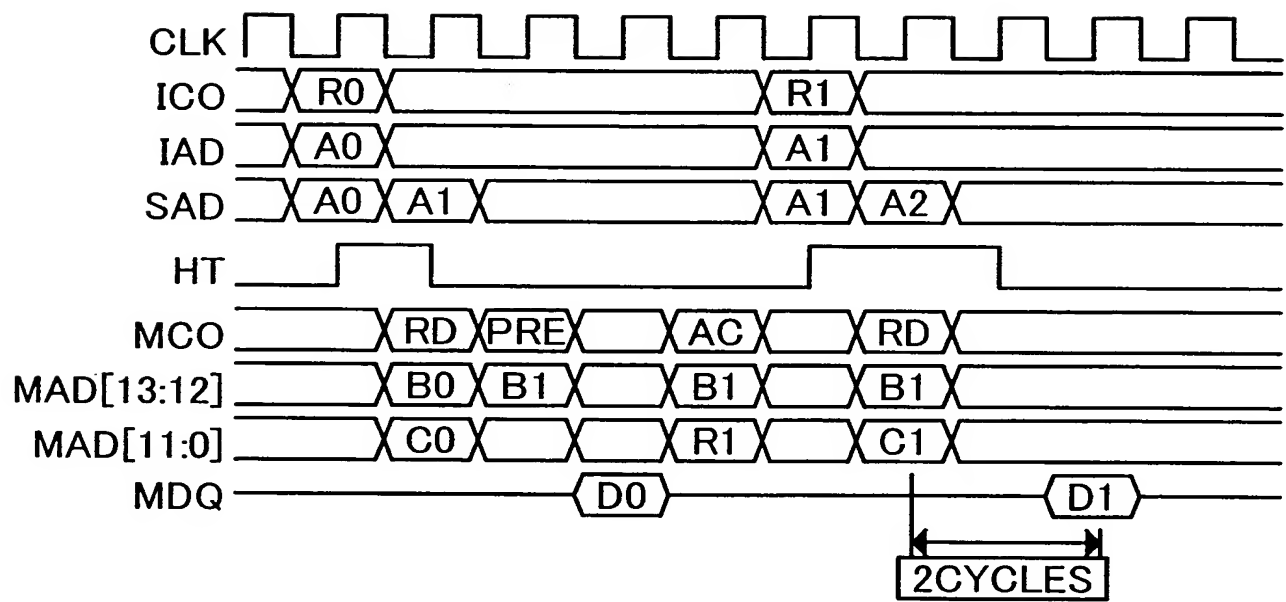 CLK
ICO R0 R1
IAD A0 A1
SAD A0 A1 A1 A2
HT
MCO RD PRE AC RD
MAD[13:12] B0 B1 B1 B1
MAD[11:0] C0 R1 C1
MDQ D0 D1
2CYCLES